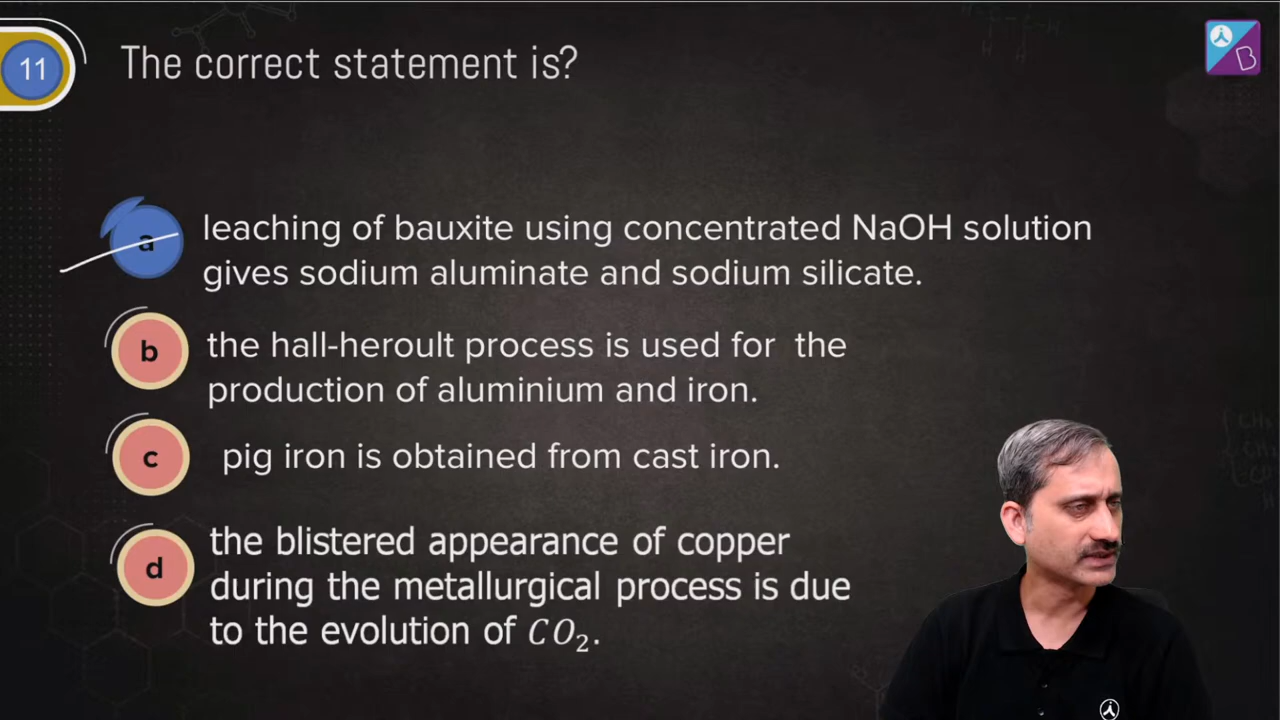 11
The correct statement is?
a
leaching of bauxite using concentrated NaOH solution
gives sodium aluminate and sodium silicate.
b
the hall-heroult process is used for the
production of aluminium and iron.
c
pig iron is obtained from cast iron.
d
the blistered appearance of copper
during the metallurgical process is due
to the evolution of CO₂.
B